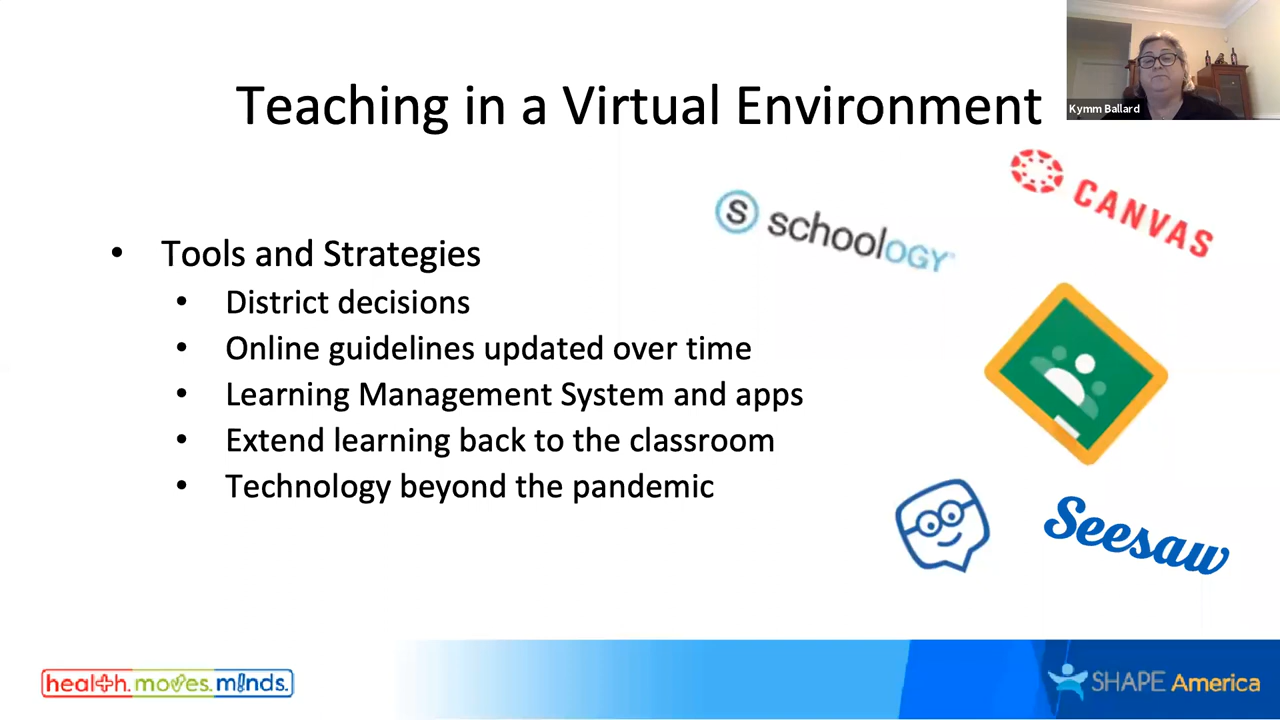 Teaching in a Virtual Environment
Kymm Ballard
CANVAS
S schoology
• Tools and Strategies
• District decisions
• Online guidelines updated over time
• Learning Management System and apps
• Extend learning back to the classroom
• Technology beyond the pandemic
Seesaw
health.moves.minds.
SHAPE America